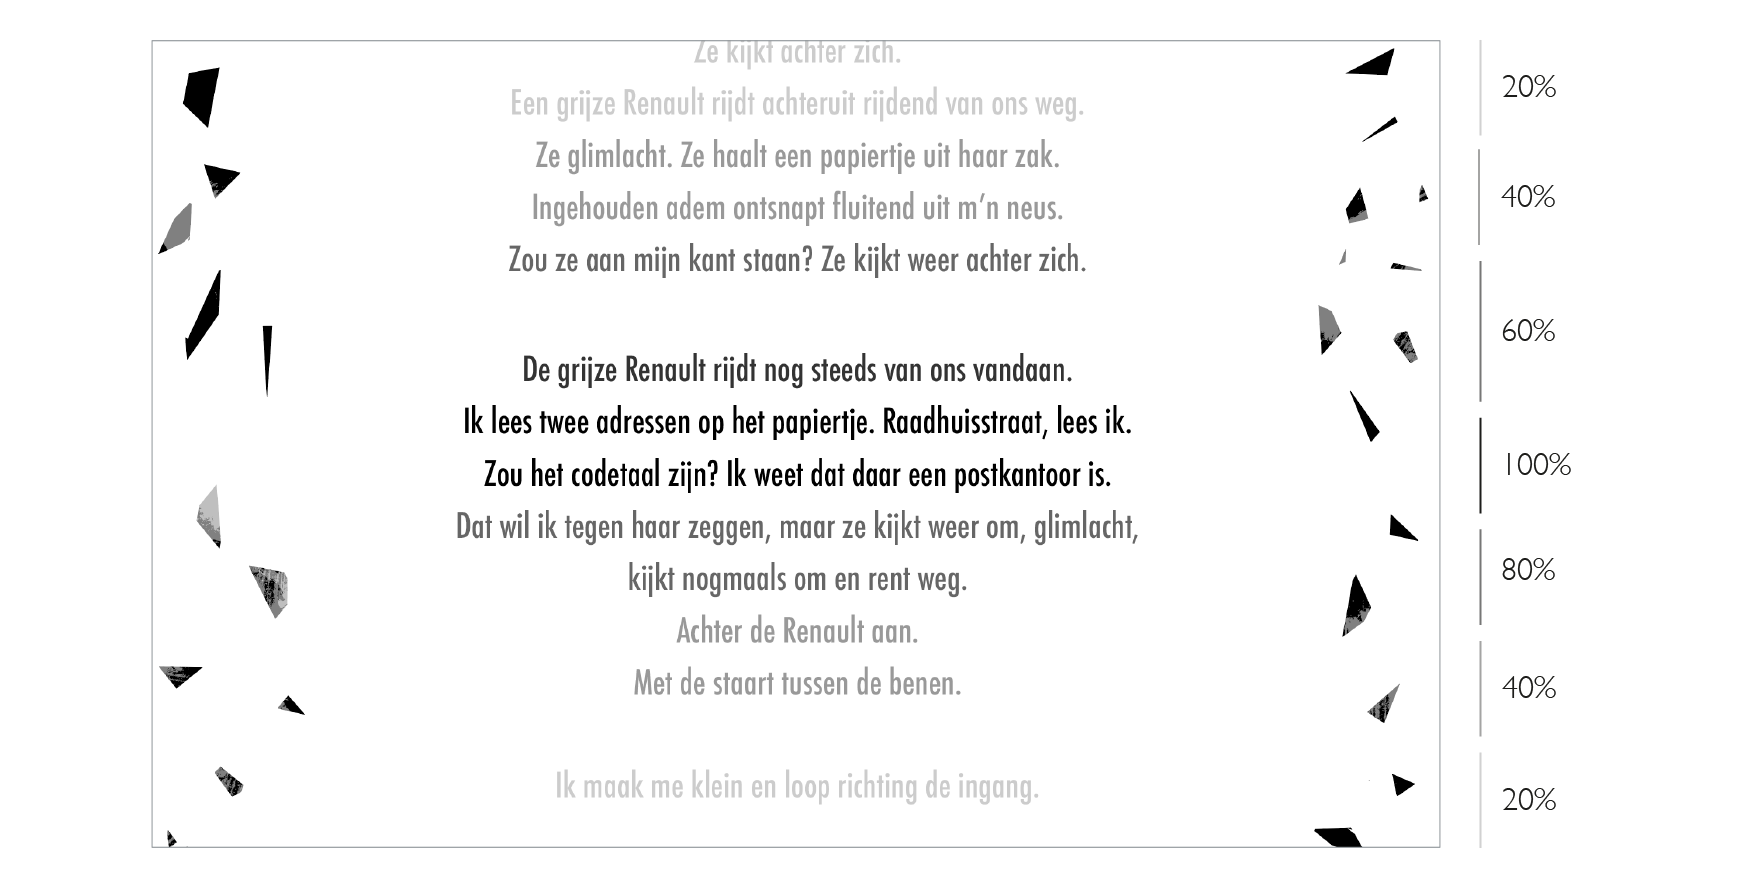 Ze kijkt achter zich.
Een grijze Renault rijdt achteruit rijdend van ons weg.
Ze glimlacht. Ze haalt een papiertje uit haar zak.
Ingehouden adem ontsnapt fluitend uit m'n neus.
Zou ze aan mijn kant staan? Ze kijkt weer achter zich.
De grijze Renault rijdt nog steeds van ons vandaan.
Ik lees twee adressen op het papiertje. Raadhuisstraat, lees ik.
Zou het codetaal zijn? Ik weet dat daar een postkantoor is.
Dat wil ik tegen haar zeggen, maar ze kijkt weer om, glimlacht,
kijkt nogmaals om en rent weg.
Achter de Renault aan.
Met de staart tussen de benen.
Ik maak me klein en loop richting de ingang.
20%
40%
60%
100%
80%
40%
20%